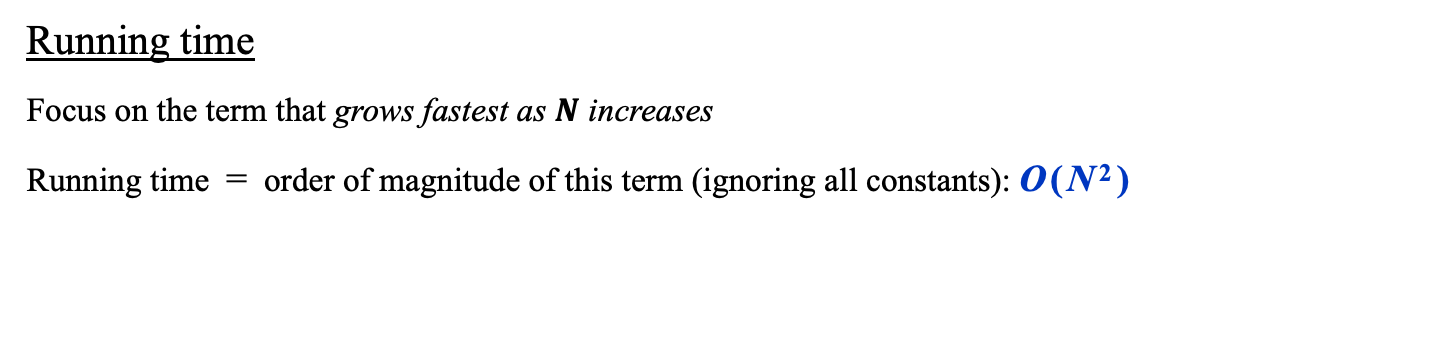 Running time
Focus on the term that grows fastest as N increases
Running time = order of magnitude of this term (ignoring all constants): O(N²)